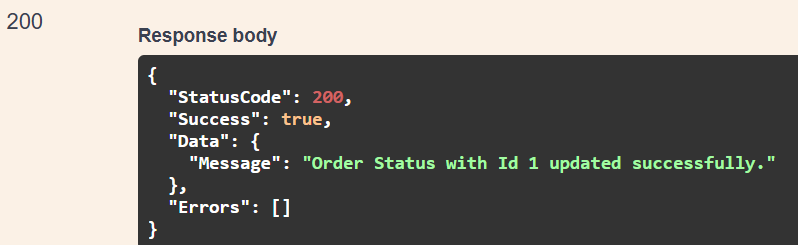 200
Response body
{
  "StatusCode": 200,
  "Success": true,
  "Data": {
    "Message": "Order Status with Id 1 updated successfully."
  },
  "Errors": []
}